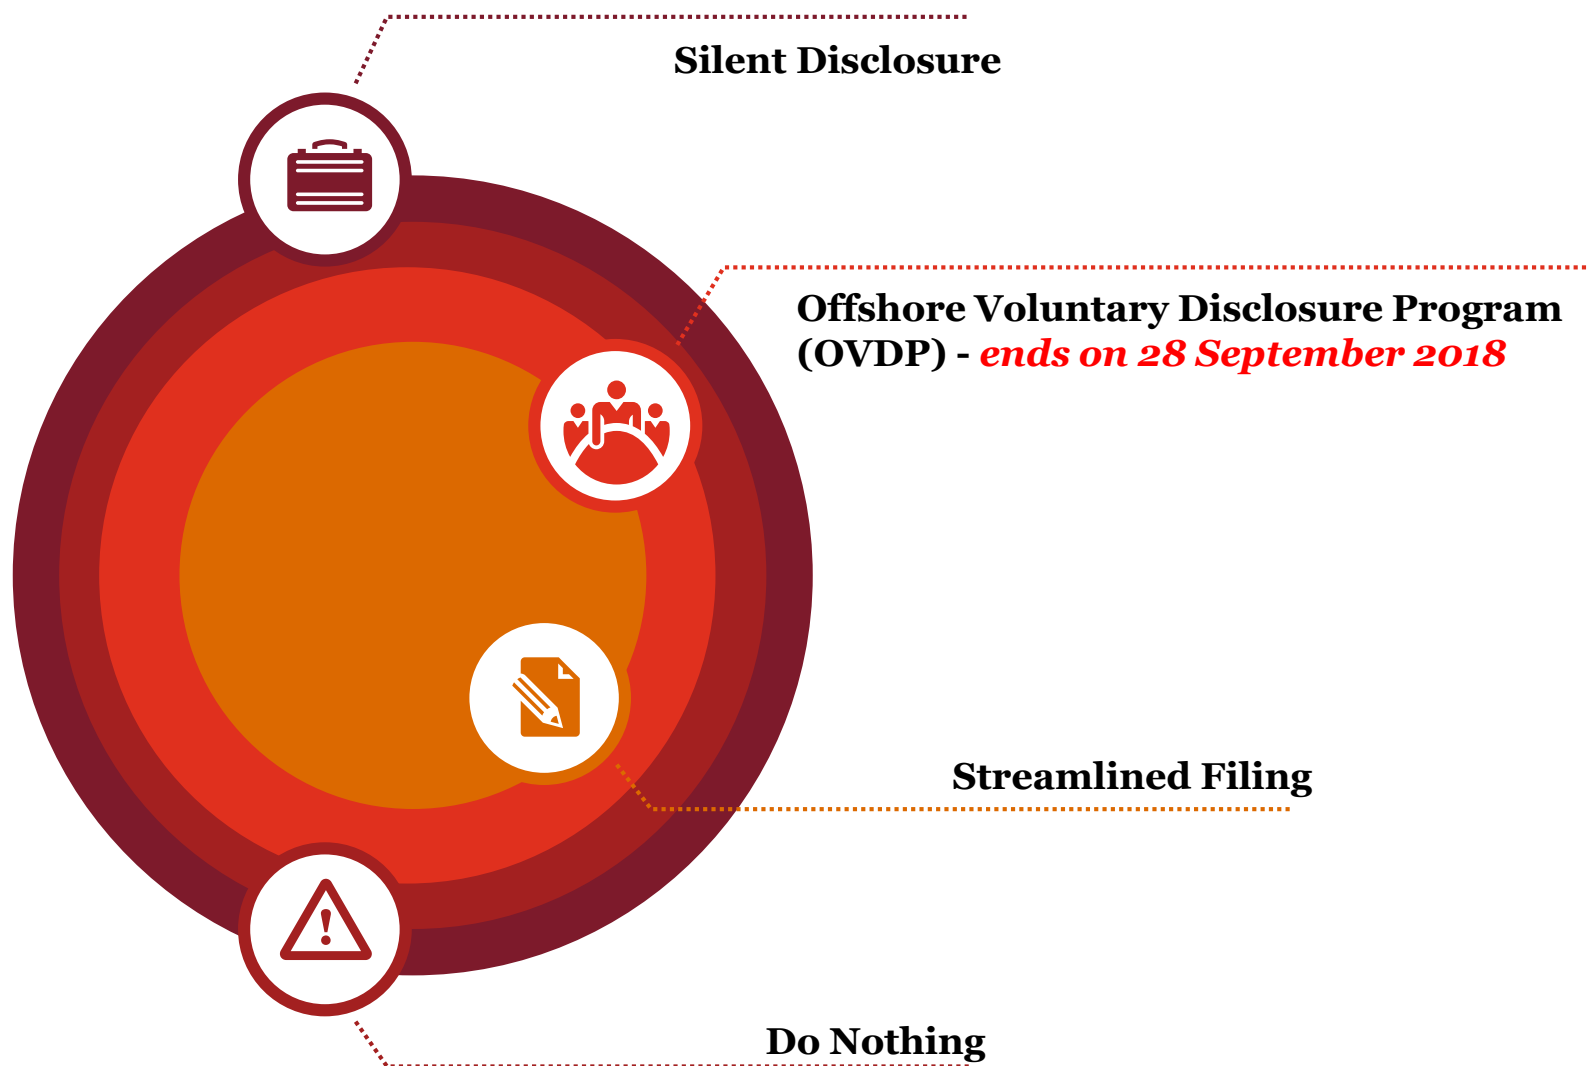 Silent Disclosure
Offshore Voluntary Disclosure Program
(OVDP) - ends on 28 September 2018
Streamlined Filing
Do Nothing